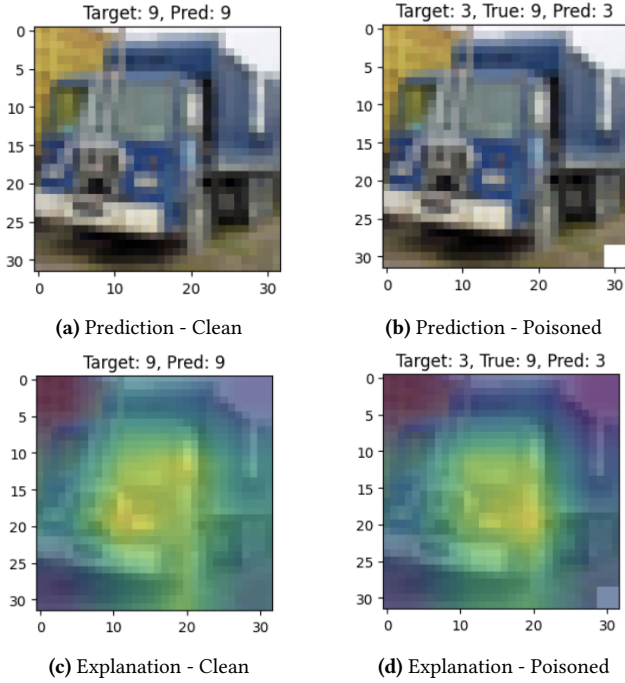 Target: 9, Pred: 9
0
5
10
15
20
25
30
0 10 20 30
(a) Prediction - Clean
Target: 3, True: 9, Pred: 3
0
5
10
15
20
25
30
0 10 20 30
(b) Prediction - Poisoned
Target: 9, Pred: 9
0
5
10
15
20
25
30
0 10 20 30
(c) Explanation - Clean
Target: 3, True: 9, Pred: 3
0
5
10
15
20
25
30
0 10 20 30
(d) Explanation - Poisoned